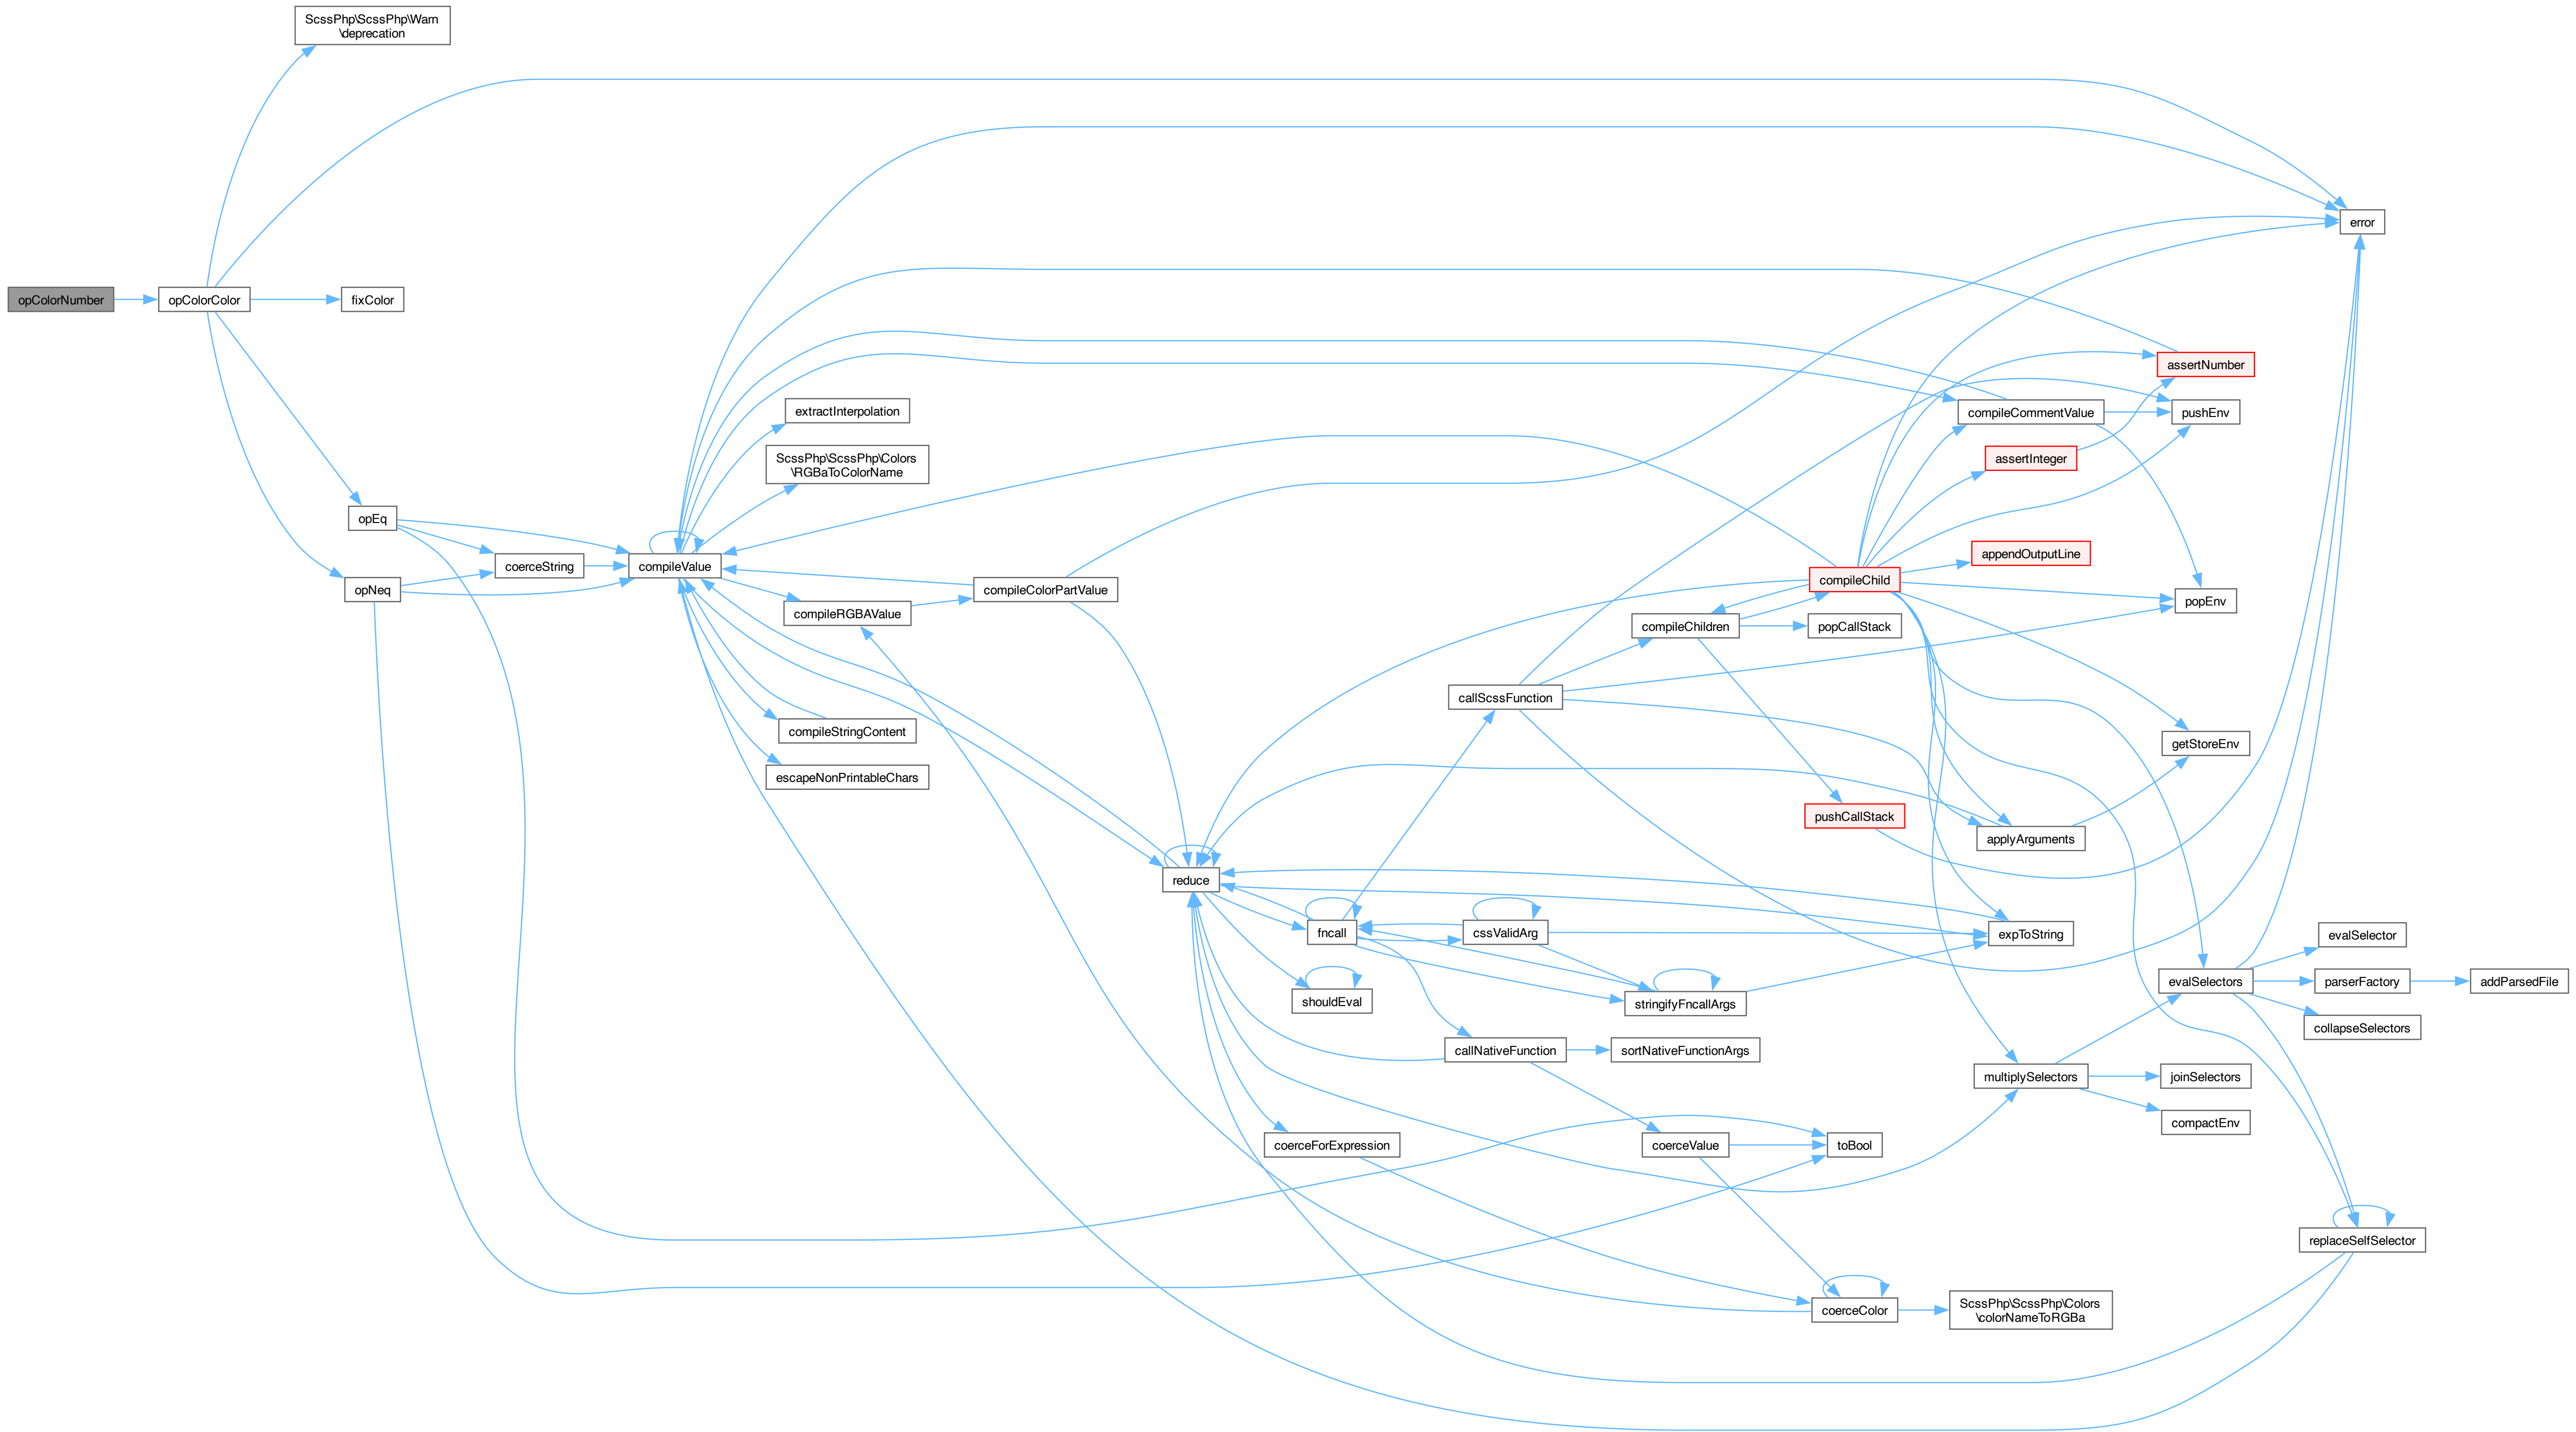 ScssPhp\ScssPhp\Warn
\deprecation
error
opColorNumber
opColorColor
fixColor
assertNumber
extractInterpolation
compileCommentValue
pushEnv
ScssPhp\ScssPhp\Colors
\RGBaToColorName
assertInteger
opEq
appendOutputLine
coerceString
compileValue
compileChild
opNeq
compileColorPartValue
popEnv
compileRGBAValue
compileChildren
popCallStack
callScssFunction
compileStringContent
getStoreEnv
escapeNonPrintableChars
pushCallStack
applyArguments
reduce
fncall
cssValidArg
expToString
evalSelector
evalSelectors
parserFactory
addParsedFile
shouldEval
stringifyFncallArgs
collapseSelectors
callNativeFunction
sortNativeFunctionArgs
multiplySelectors
joinSelectors
compactEnv
coerceForExpression
coerceValue
toBool
replaceSelfSelector
coerceColor
ScssPhp\ScssPhp\Colors
\colorNameToRGBa